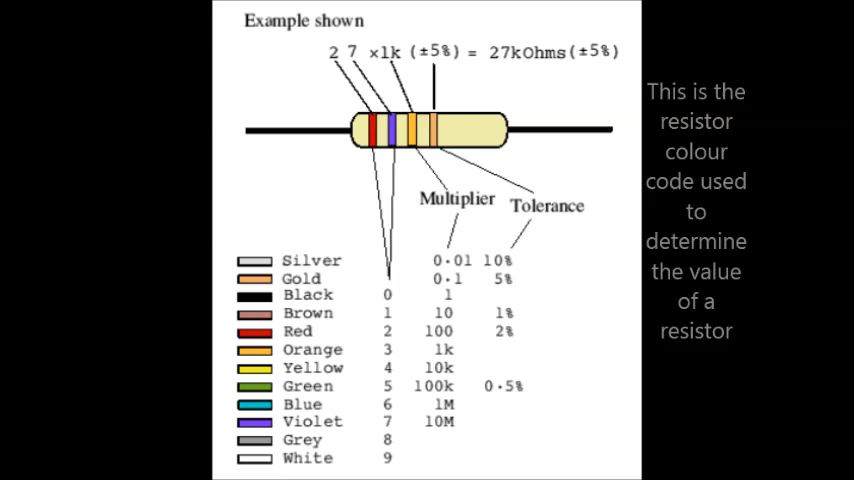 Example shown
2 7 ×1k (±5%) = 27kOhms(±5%)
This is the
resistor
colour
code used
to
determine
the value
of a
resistor
Multiplier
Tolerance
Silver 0·01 10%
Gold 0·1 5%
Black 0 1
Brown 1 10 1%
Red 2 100 2%
Orange 3 1k
Yellow 4 10k
Green 5 100k 0·5%
Blue 6 1M
Violet 7 10M
Grey 8
White 9